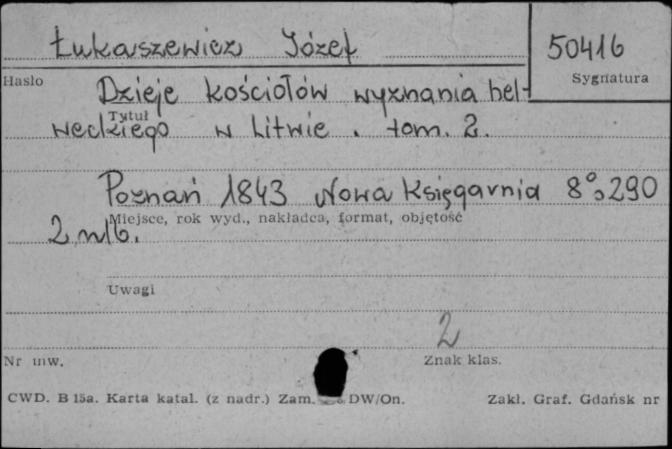 Łukaszewicz Józef
50416
Hasło
Sygnatura
Dzieje kościołów wyznania hel-
Tytuł
weckiego w Litwie. tom. 2.
Poznań 1843 Nowa Księgarnia 8° 290
Miejsce, rok wyd., nakładca, format, objętość
2 nlb.
Uwagi
2
Nr inw.
Znak klas.
CWD. B 15a. Karta katal. (z nadr.) Zam. DW/On.
Zakł. Graf. Gdańsk nr